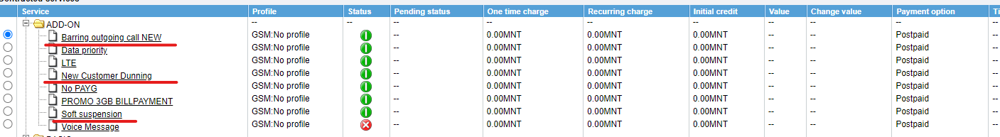 Service Profile Status Pending status One time charge Recurring charge Initial credit Value Change value Payment option
ADD-ON -- -- -- -- -- -- -- -- --
Barring outgoing call NEW GSM:No profile -- 0.00MNT 0.00MNT 0.00MNT -- -- Postpaid
Data priority GSM:No profile -- 0.00MNT 0.00MNT 0.00MNT -- -- Postpaid
LTE GSM:No profile -- 0.00MNT 0.00MNT 0.00MNT -- -- Postpaid
New Customer Dunning GSM:No profile -- 0.00MNT 0.00MNT 0.00MNT -- -- Postpaid
No PAYG GSM:No profile -- 0.00MNT 0.00MNT 0.00MNT -- -- Postpaid
PROMO 3GB BILLPAYMENT GSM:No profile -- 0.00MNT 0.00MNT 0.00MNT -- -- Postpaid
Soft suspension GSM:No profile -- 0.00MNT 0.00MNT 0.00MNT -- -- Postpaid
Voice Message GSM:No profile -- 0.00MNT 0.00MNT 0.00MNT -- -- Postpaid